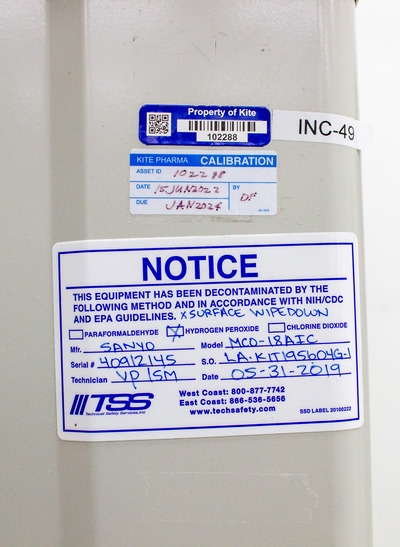 Property of Kite
102288
INC-49
KITE PHARMA CALIBRATION
ASSET ID 102288
DATE 15JUN2022 BY DF
DUE JAN2024
NOTICE
THIS EQUIPMENT HAS BEEN DECONTAMINATED BY THE
FOLLOWING METHOD AND IN ACCORDANCE WITH NIH/CDC
AND EPA GUIDELINES. X SURFACE WIPEDOWN
PARAFORMALDEHYDE X HYDROGEN PEROXIDE CHLORINE DIOXIDE
Mfr. SANYO Model MCO-18AIC
Serial # 40912145 S.O. LA-KIT195604G-1
Technician VP/SM Date 05-31-2019
TSS
Technical Safety Services, Inc
West Coast: 800-877-7742
East Coast: 866-536-5656
www.techsafety.com
SSD LABEL 20100222